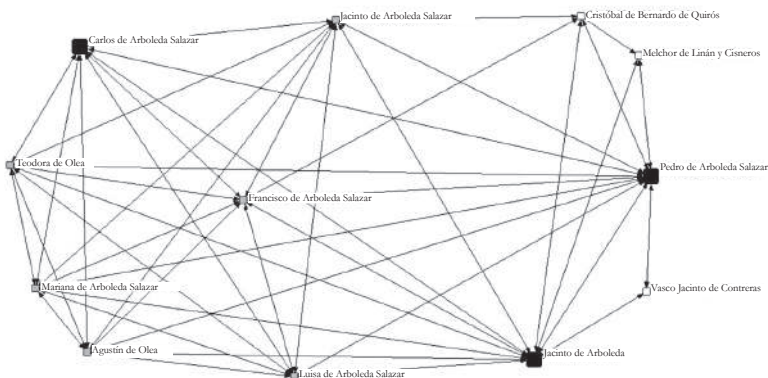 Jacinto de Arboleda Salazar
Cristóbal de Bernardo de Quirós
Carlos de Arboleda Salazar
Melchor de Linán y Cisneros
Teodora de Olea
Pedro de Arboleda Salazar
Francisco de Arboleda Salazar
Mariana de Arboleda Salazar
Vasco Jacinto de Contreras
Agustín de Olea
Jacinto de Arboleda
Luisa de Arboleda Salazar